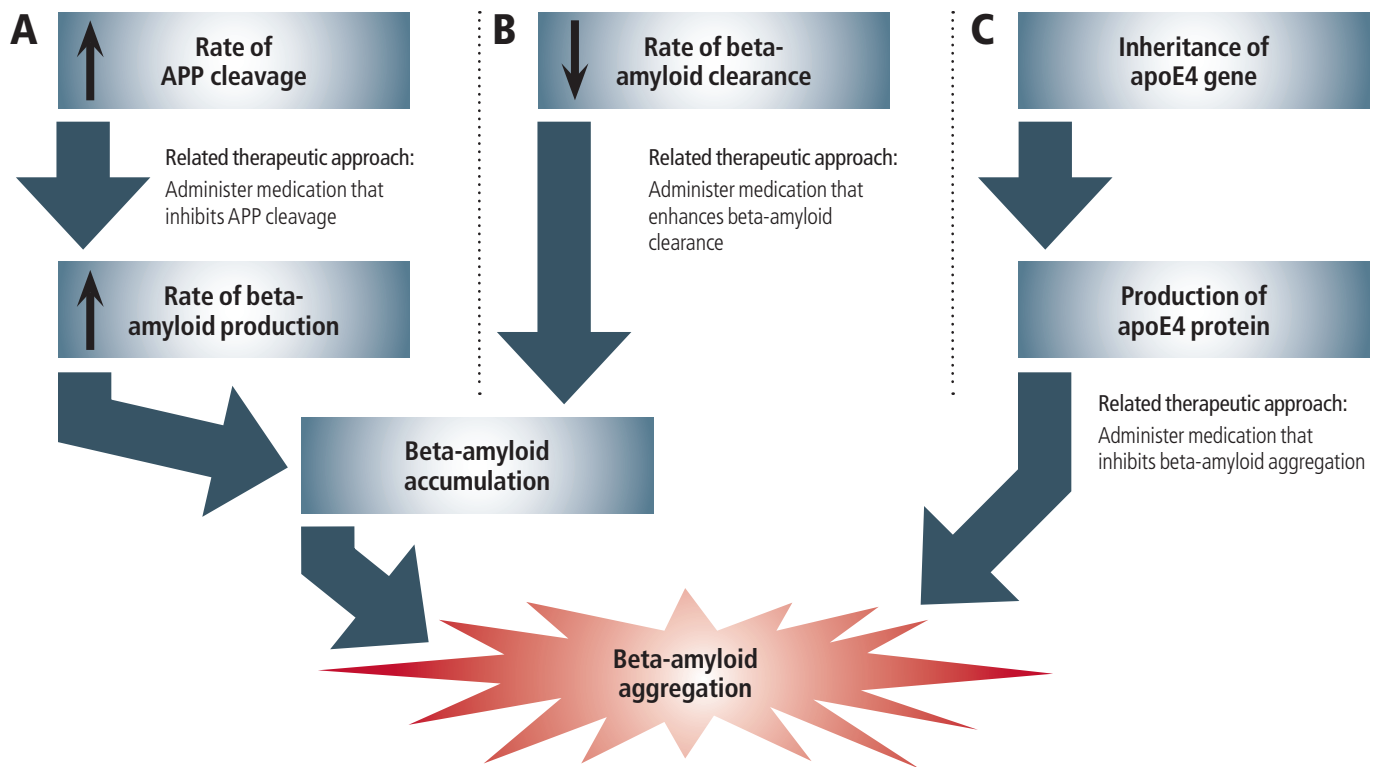 A
Rate of
APP cleavage
Related therapeutic approach:
Administer medication that
inhibits APP cleavage
Rate of beta-
amyloid production
B
Rate of beta-
amyloid clearance
Related therapeutic approach:
Administer medication that
enhances beta-amyloid
clearance
Beta-amyloid
accumulation
C
Inheritance of
apoE4 gene
Production of
apoE4 protein
Related therapeutic approach:
Administer medication that
inhibits beta-amyloid aggregation
Beta-amyloid
aggregation